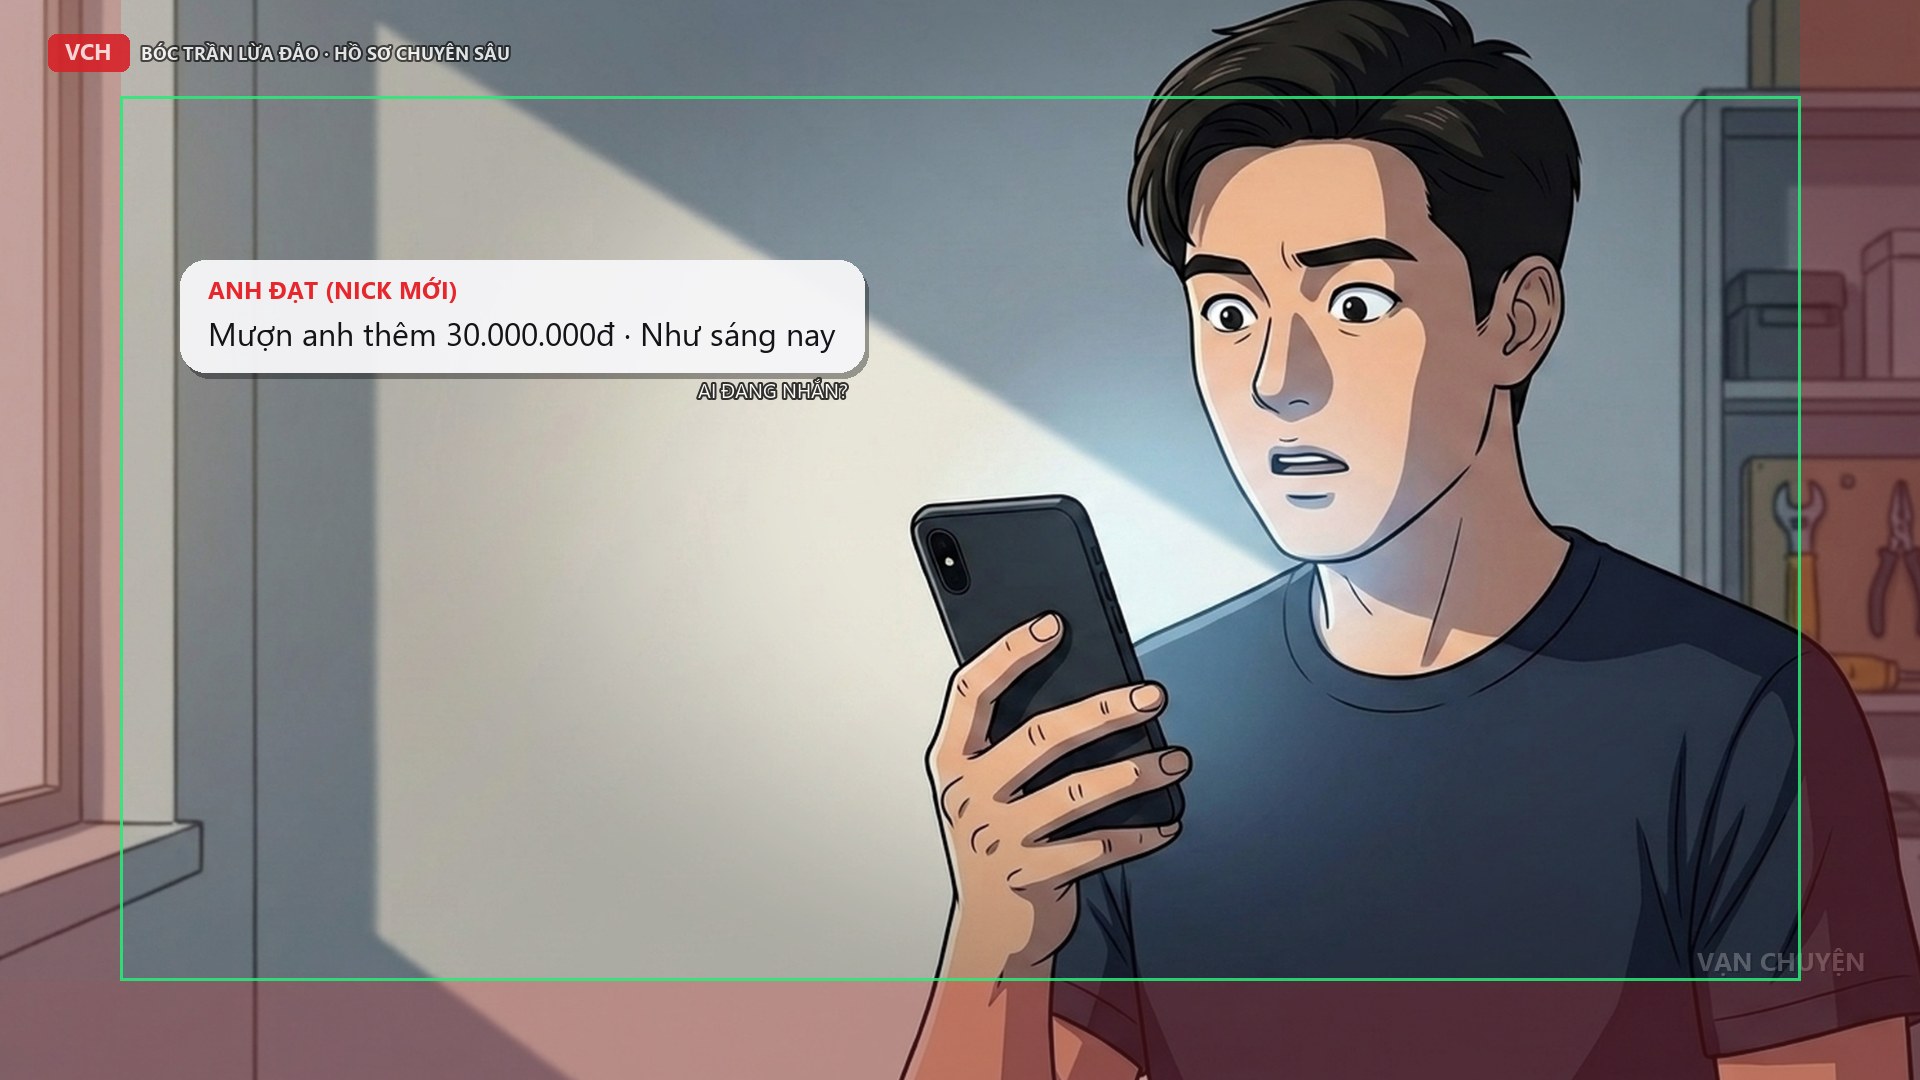 VCH BÓC TRẦN LỪA ĐẢO · HỒ SƠ CHUYÊN SÂU
ANH ĐẠT (NICK MỚI)
Mượn anh thêm 30.000.000đ · Như sáng nay
AI ĐANG NHẮN?
VẠN CHUYỆN